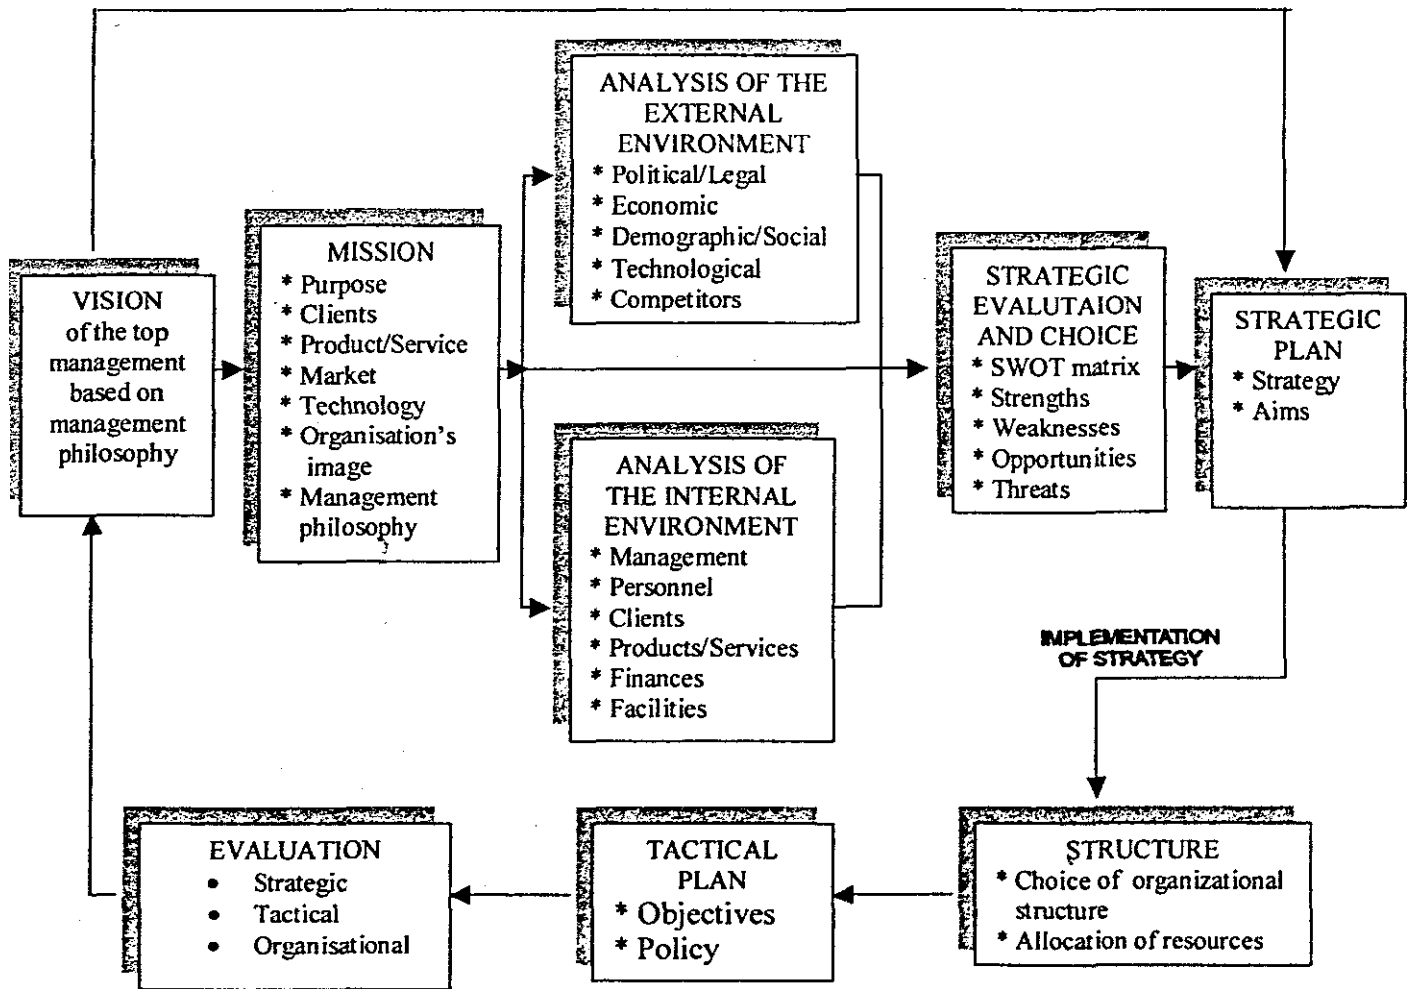 VISION
of the top
management
based on
management
philosophy
MISSION
* Purpose
* Clients
* Product/Service
* Market
* Technology
* Organisation's
image
* Management
philosophy
ANALYSIS OF THE
EXTERNAL
ENVIRONMENT
* Political/Legal
* Economic
* Demographic/Social
* Technological
* Competitors
ANALYSIS OF
THE INTERNAL
ENVIRONMENT
* Management
* Personnel
* Clients
* Products/Services
* Finances
* Facilities
STRATEGIC
EVALUTAION
AND CHOICE
* SWOT matrix
* Strengths
* Weaknesses
* Opportunities
* Threats
STRATEGIC
PLAN
* Strategy
* Aims
IMPLEMENTATION
OF STRATEGY
STRUCTURE
* Choice of organizational
structure
* Allocation of resources
TACTICAL
PLAN
* Objectives
* Policy
EVALUATION
• Strategic
• Tactical
• Organisational